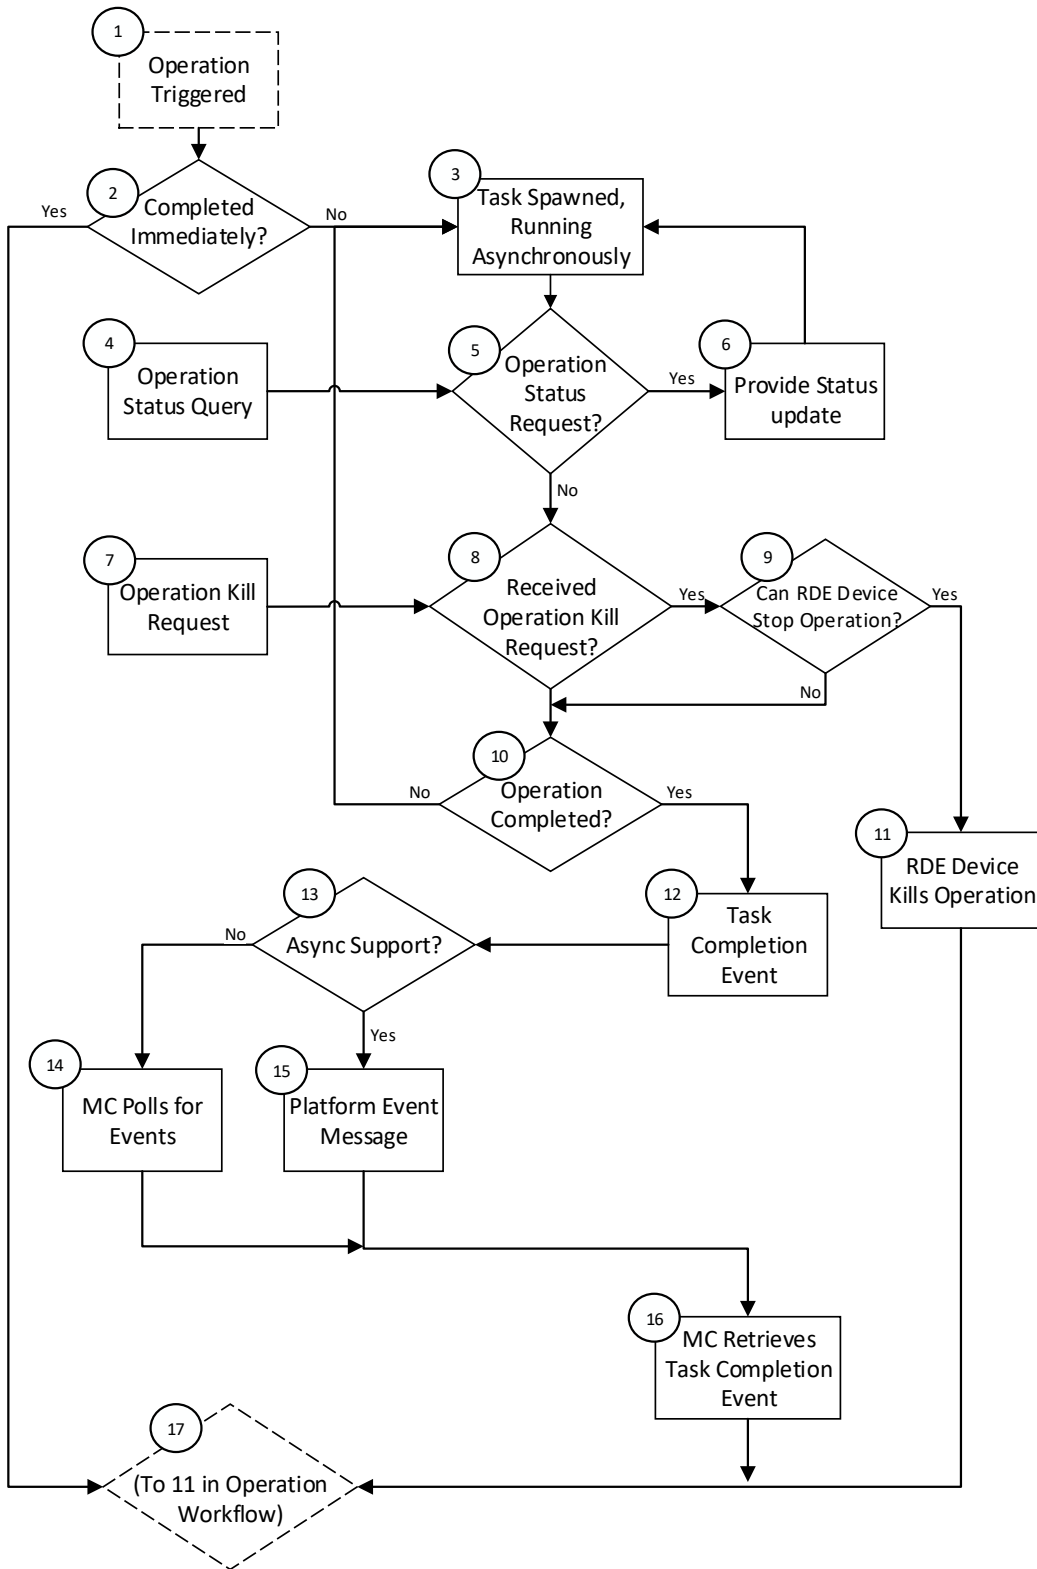 1
Operation
Triggered
2
Completed
Immediately?
Yes
No
3
Task Spawned,
Running
Asynchronously
4
Operation
Status Query
5
Operation
Status
Request?
Yes
6
Provide Status
update
No
7
Operation Kill
Request
8
Received
Operation Kill
Request?
Yes
9
Can RDE Device
Stop Operation?
Yes
No
10
Operation
Completed?
No
Yes
11
RDE Device
Kills Operation
12
Task
Completion
Event
13
Async Support?
No
Yes
14
MC Polls for
Events
15
Platform Event
Message
16
MC Retrieves
Task Completion
Event
17
(To 11 in Operation
Workflow)